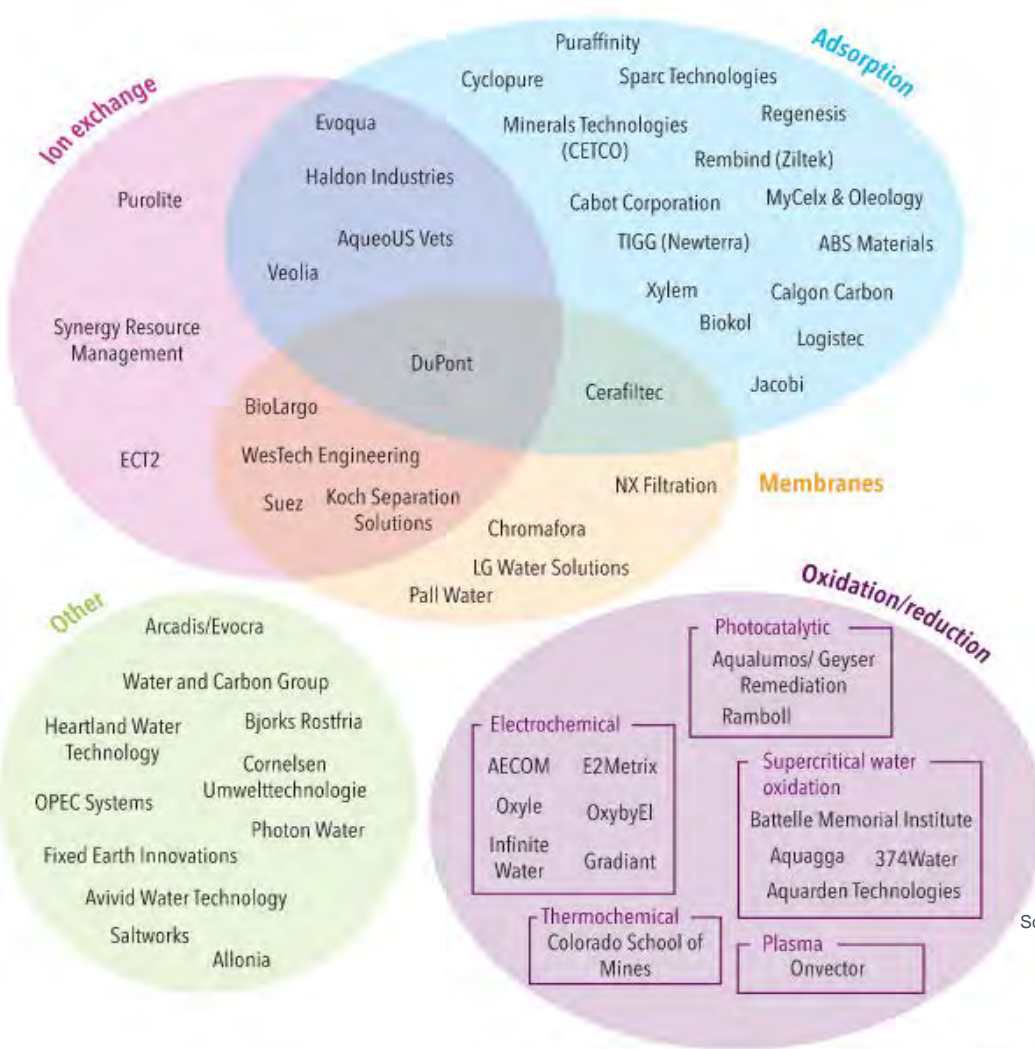 Adsorption
Puraffinity
Cyclopure
Sparc Technologies
Regenesis
Minerals Technologies
(CETCO)
Rembind (Ziltek)
Cabot Corporation
MyCelx & Oleology
TIGG (Newterra)
ABS Materials
Xylem
Calgon Carbon
Biokol
Logistec
Jacobi
Ion exchange
Evoqua
Haldon Industries
Purolite
AqueoUS Vets
Veolia
Synergy Resource
Management
DuPont
Cerafiltec
BioLargo
ECT2
WesTech Engineering
Suez
Koch Separation
Solutions
Membranes
NX Filtration
Chromafora
LG Water Solutions
Pall Water
Other
Arcadis/Evocra
Water and Carbon Group
Heartland Water
Technology
Bjorks Rostfria
Cornelsen
Umwelttechnologie
OPEC Systems
Photon Water
Fixed Earth Innovations
Avivid Water Technology
Saltworks
Allonia
Oxidation/reduction
Photocatalytic
Aqualumos/ Geyser
Remediation
Ramboll
Electrochemical
AECOM
E2Metrix
Oxyle
OxybyEl
Infinite
Water
Gradiant
Supercritical water
oxidation
Battelle Memorial Institute
Aquagga
374Water
Aquarden Technologies
Thermochemical
Colorado School of
Mines
Plasma
Onvector